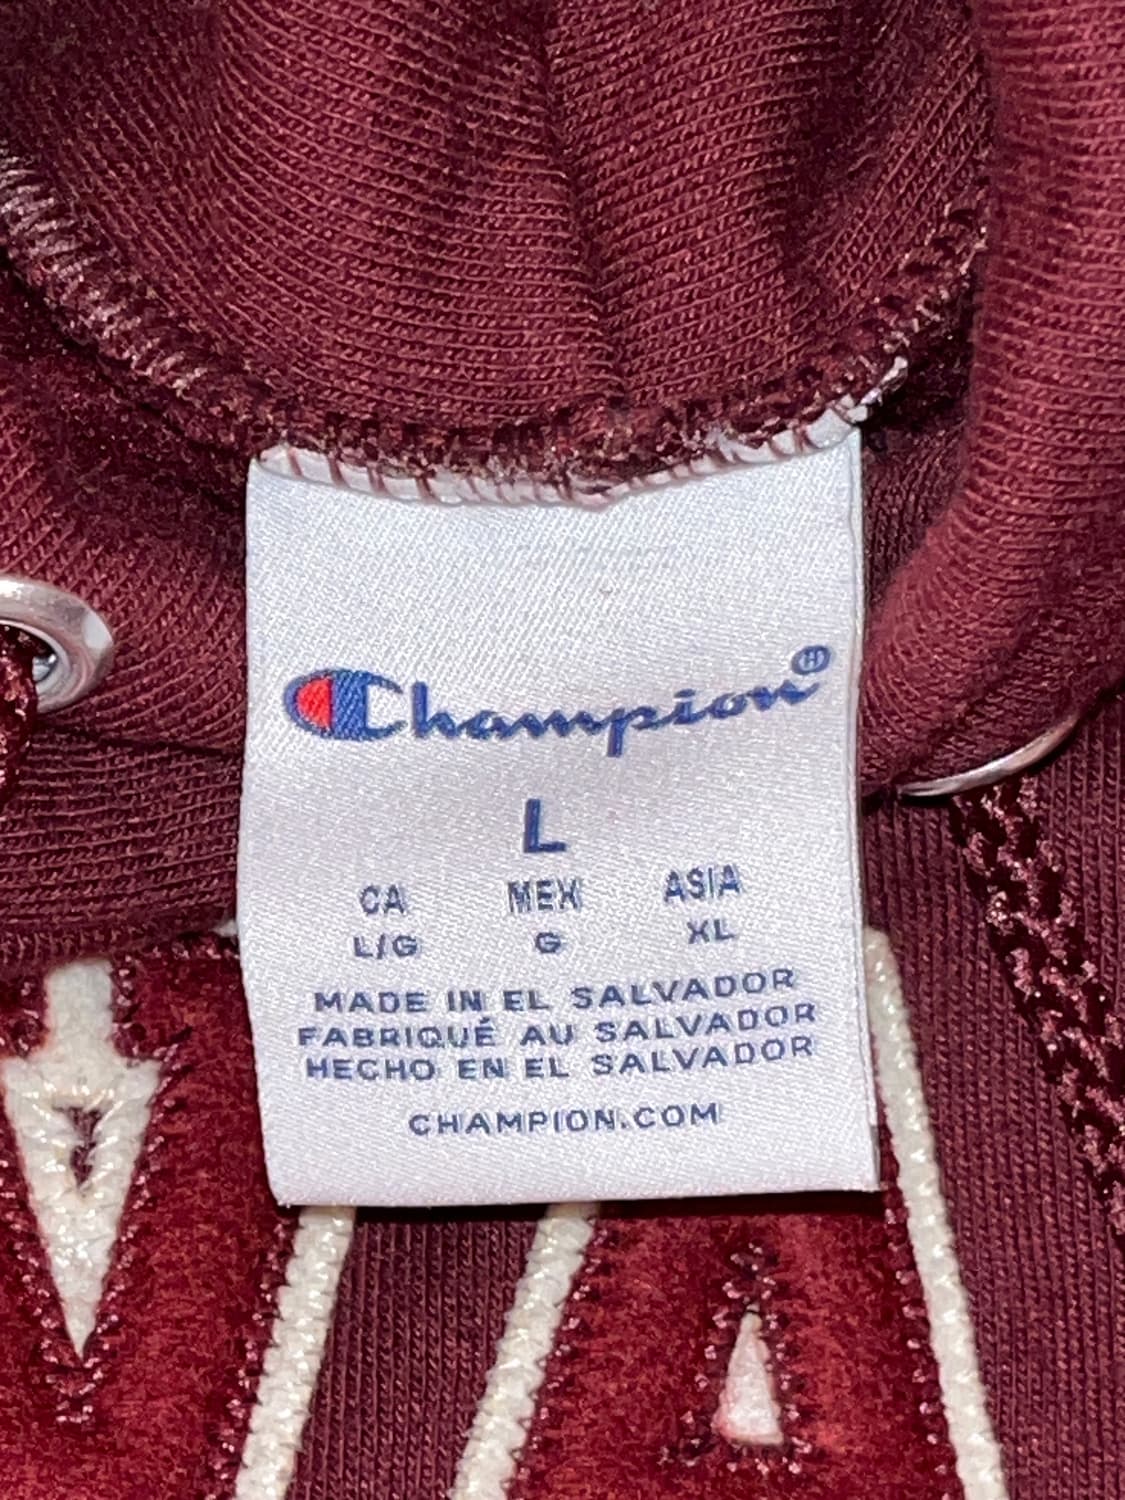 Champion®
L
CA MEX ASIA
L/G G XL
MADE IN EL SALVADOR
FABRIQUÉ AU SALVADOR
HECHO EN EL SALVADOR
CHAMPION.COM
A